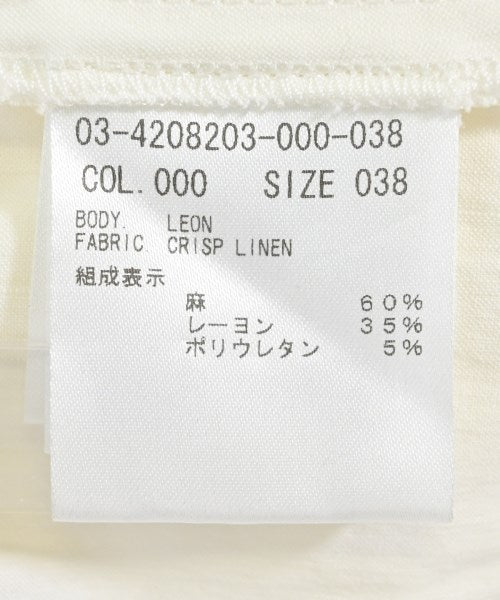 03-4208203-000-038
COL.000 SIZE 038
BODY. LEON
FABRIC. CRISP LINEN
組成表示
麻 60%
レーヨン 35%
ポリウレタン 5%